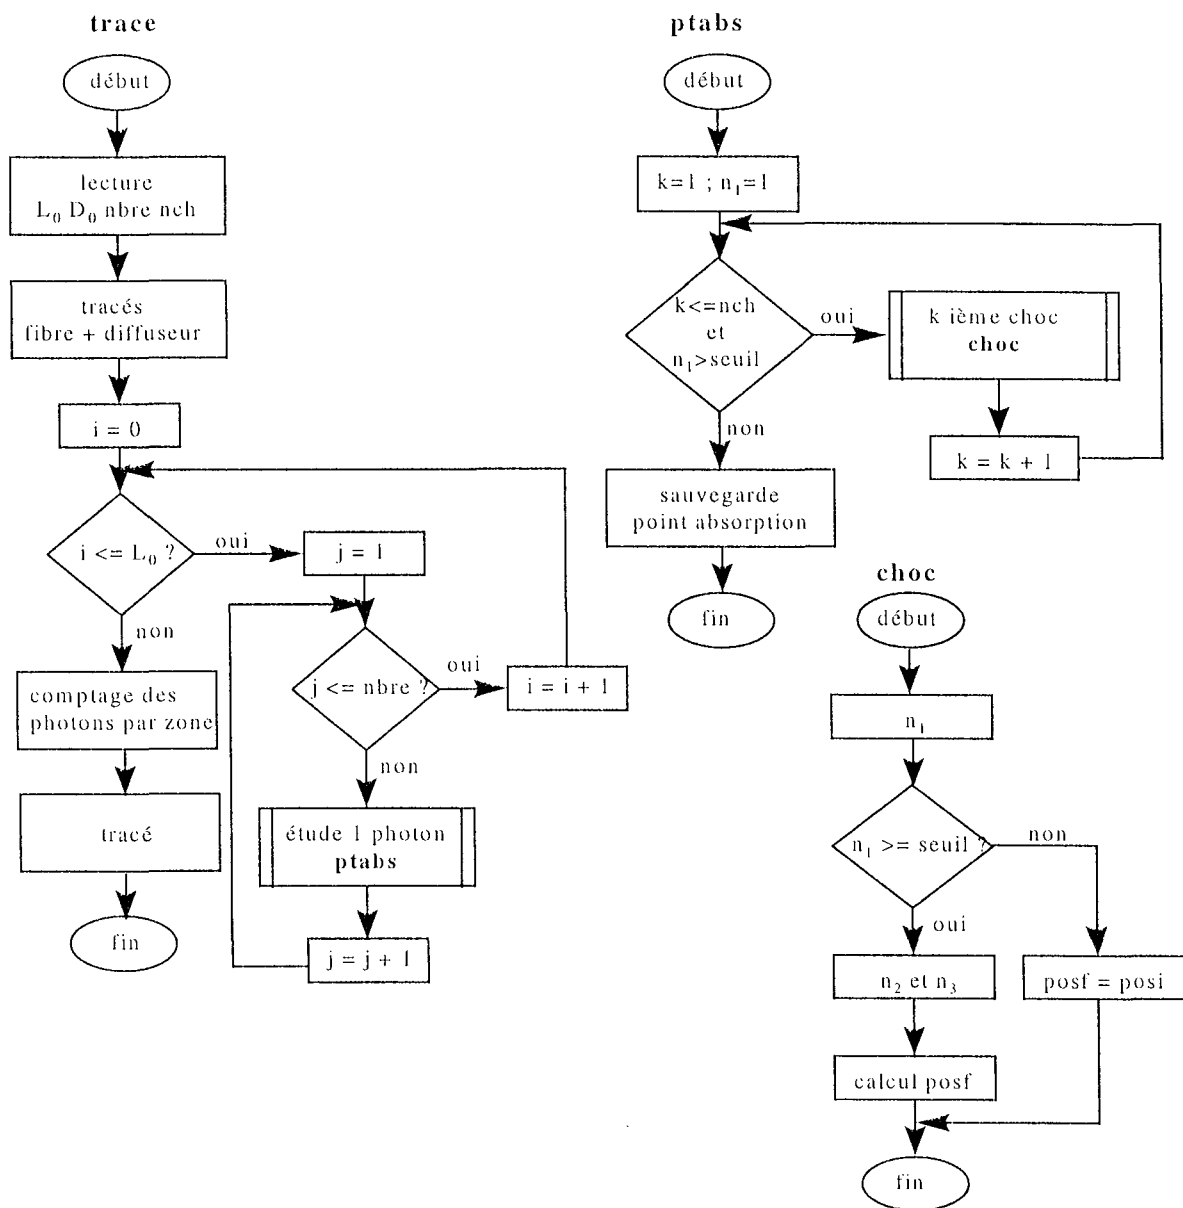 trace
début
lecture
L₀ D₀ nbre nch
tracés
fibre + diffuseur
i = 0
i <= L₀ ?
oui
non
j = 1
j <= nbre ?
oui
i = i + 1
non
comptage des
photons par zone
tracé
fin
étude 1 photon
ptabs
j = j + 1
ptabs
début
k=1 ; n₁=1
k<=nch
et
n₁>seuil
oui
k ième choc
choc
k = k + 1
non
sauvegarde
point absorption
fin
choc
début
n₁
n₁ >= seuil ?
non
oui
n₂ et n₃
posf = posi
calcul posf
fin